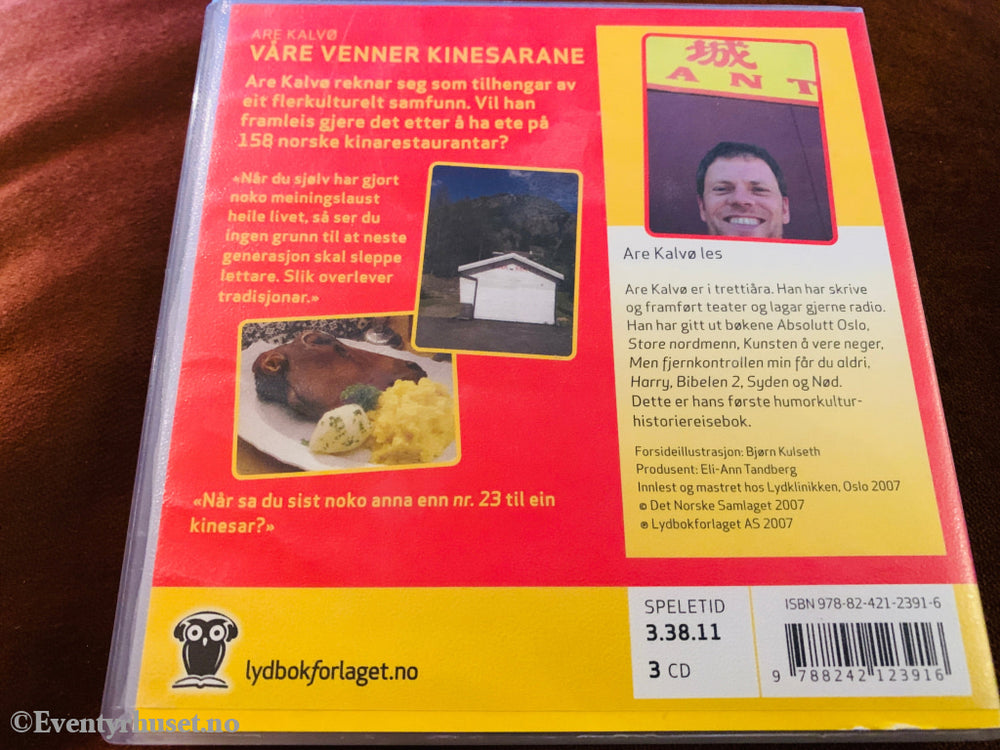 ARE KALVØ
VÅRE VENNER KINESARANE
Are Kalvø reknar seg som tilhengar av
eit flerkulturelt samfunn. Vil han
framleis gjere det etter å ha ete på
158 norske kinarestaurantar?
«Når du sjølv har gjort
noko meiningslaust
heile livet, så ser du
ingen grunn til at neste
generasjon skal sleppe
lettare. Slik overlever
tradisjonar.»
«Når sa du sist noko anna enn nr. 23 til ein
kinesar?»
城
ANT
Are Kalvø les
Are Kalvø er i trettiåra. Han har skrive
og framført teater og lagar gjerne radio.
Han har gitt ut bøkene Absolutt Oslo,
Store nordmenn, Kunsten å vere neger,
Men fjernkontrollen min får du aldri,
Harry, Bibelen 2, Syden og Nød.
Dette er hans første humorkultur-
historiereisebok.
Forsideillustrasjon: Bjørn Kulseth
Produsent: Eli-Ann Tandberg
Innlest og mastret hos Lydklinikken, Oslo 2007
© Det Norske Samlaget 2007
℗ Lydbokforlaget AS 2007
lydbokforlaget.no
SPELETID
3.38.11
3 CD
ISBN 978-82-421-2391-6
9 788242 123916
©Eventyrhuset.no